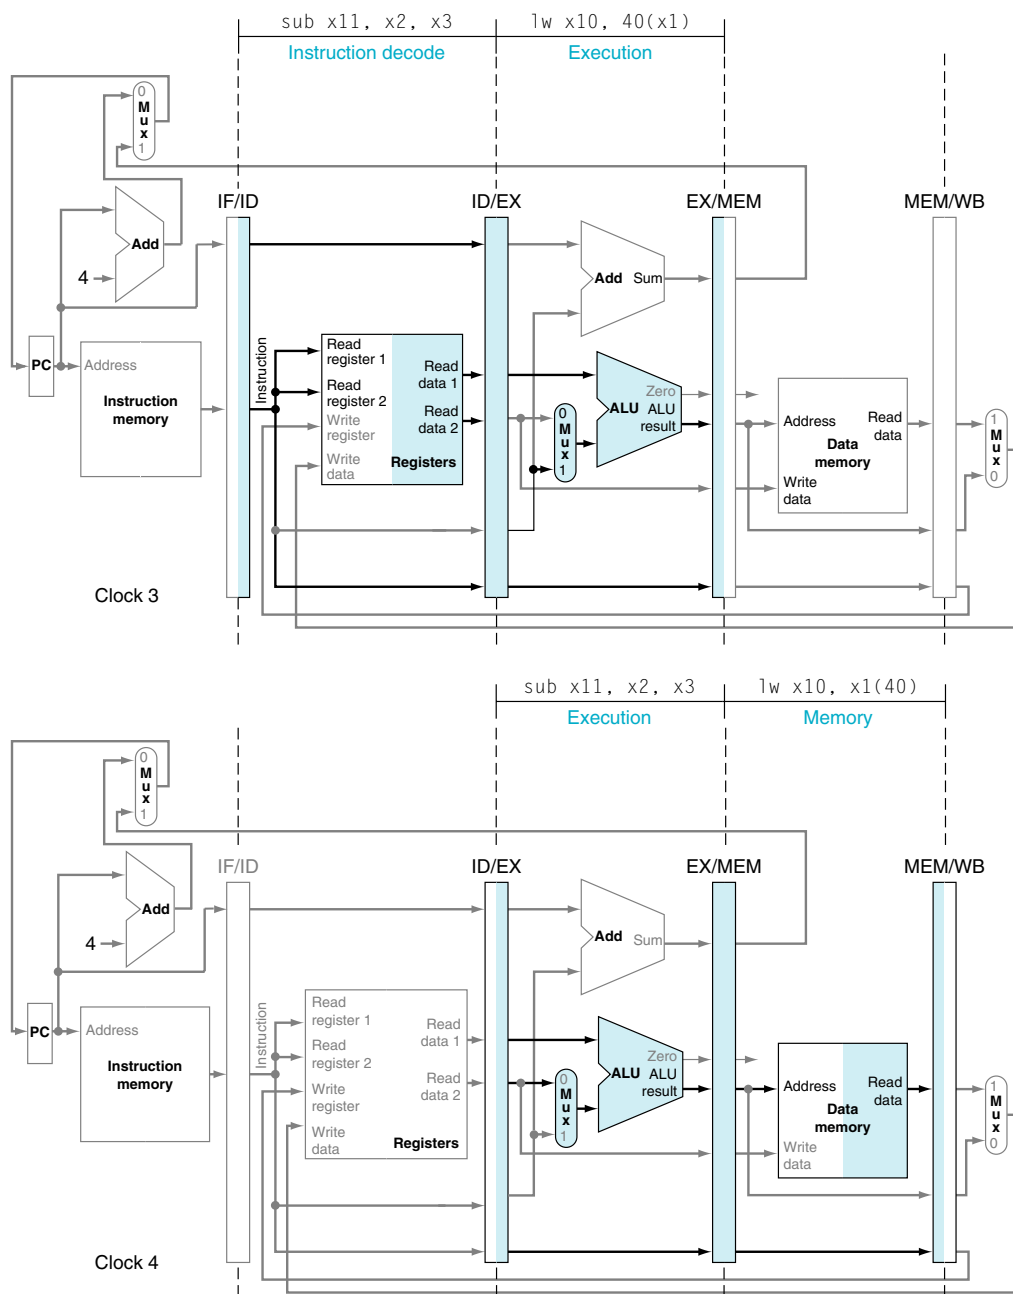 sub x11, x2, x3
lw x10, 40(x1)
Instruction decode
Execution
0
M
u
x
1
IF/ID
ID/EX
EX/MEM
MEM/WB
Add
4
Add Sum
PC
Address
Instruction
memory
Instruction
Read
register 1
Read
register 2
Write
register
Write
data
Read
data 1
Read
data 2
Registers
0
M
u
x
1
Zero
ALU ALU
result
Address
Read
data
Data
memory
Write
data
1
M
u
x
0
Clock 3
sub x11, x2, x3
lw x10, x1(40)
Execution
Memory
0
M
u
x
1
IF/ID
ID/EX
EX/MEM
MEM/WB
Add
4
Add Sum
PC
Address
Instruction
memory
Instruction
Read
register 1
Read
register 2
Write
register
Write
data
Read
data 1
Read
data 2
Registers
0
M
u
x
1
Zero
ALU ALU
result
Address
Read
data
Data
memory
Write
data
1
M
u
x
0
Clock 4